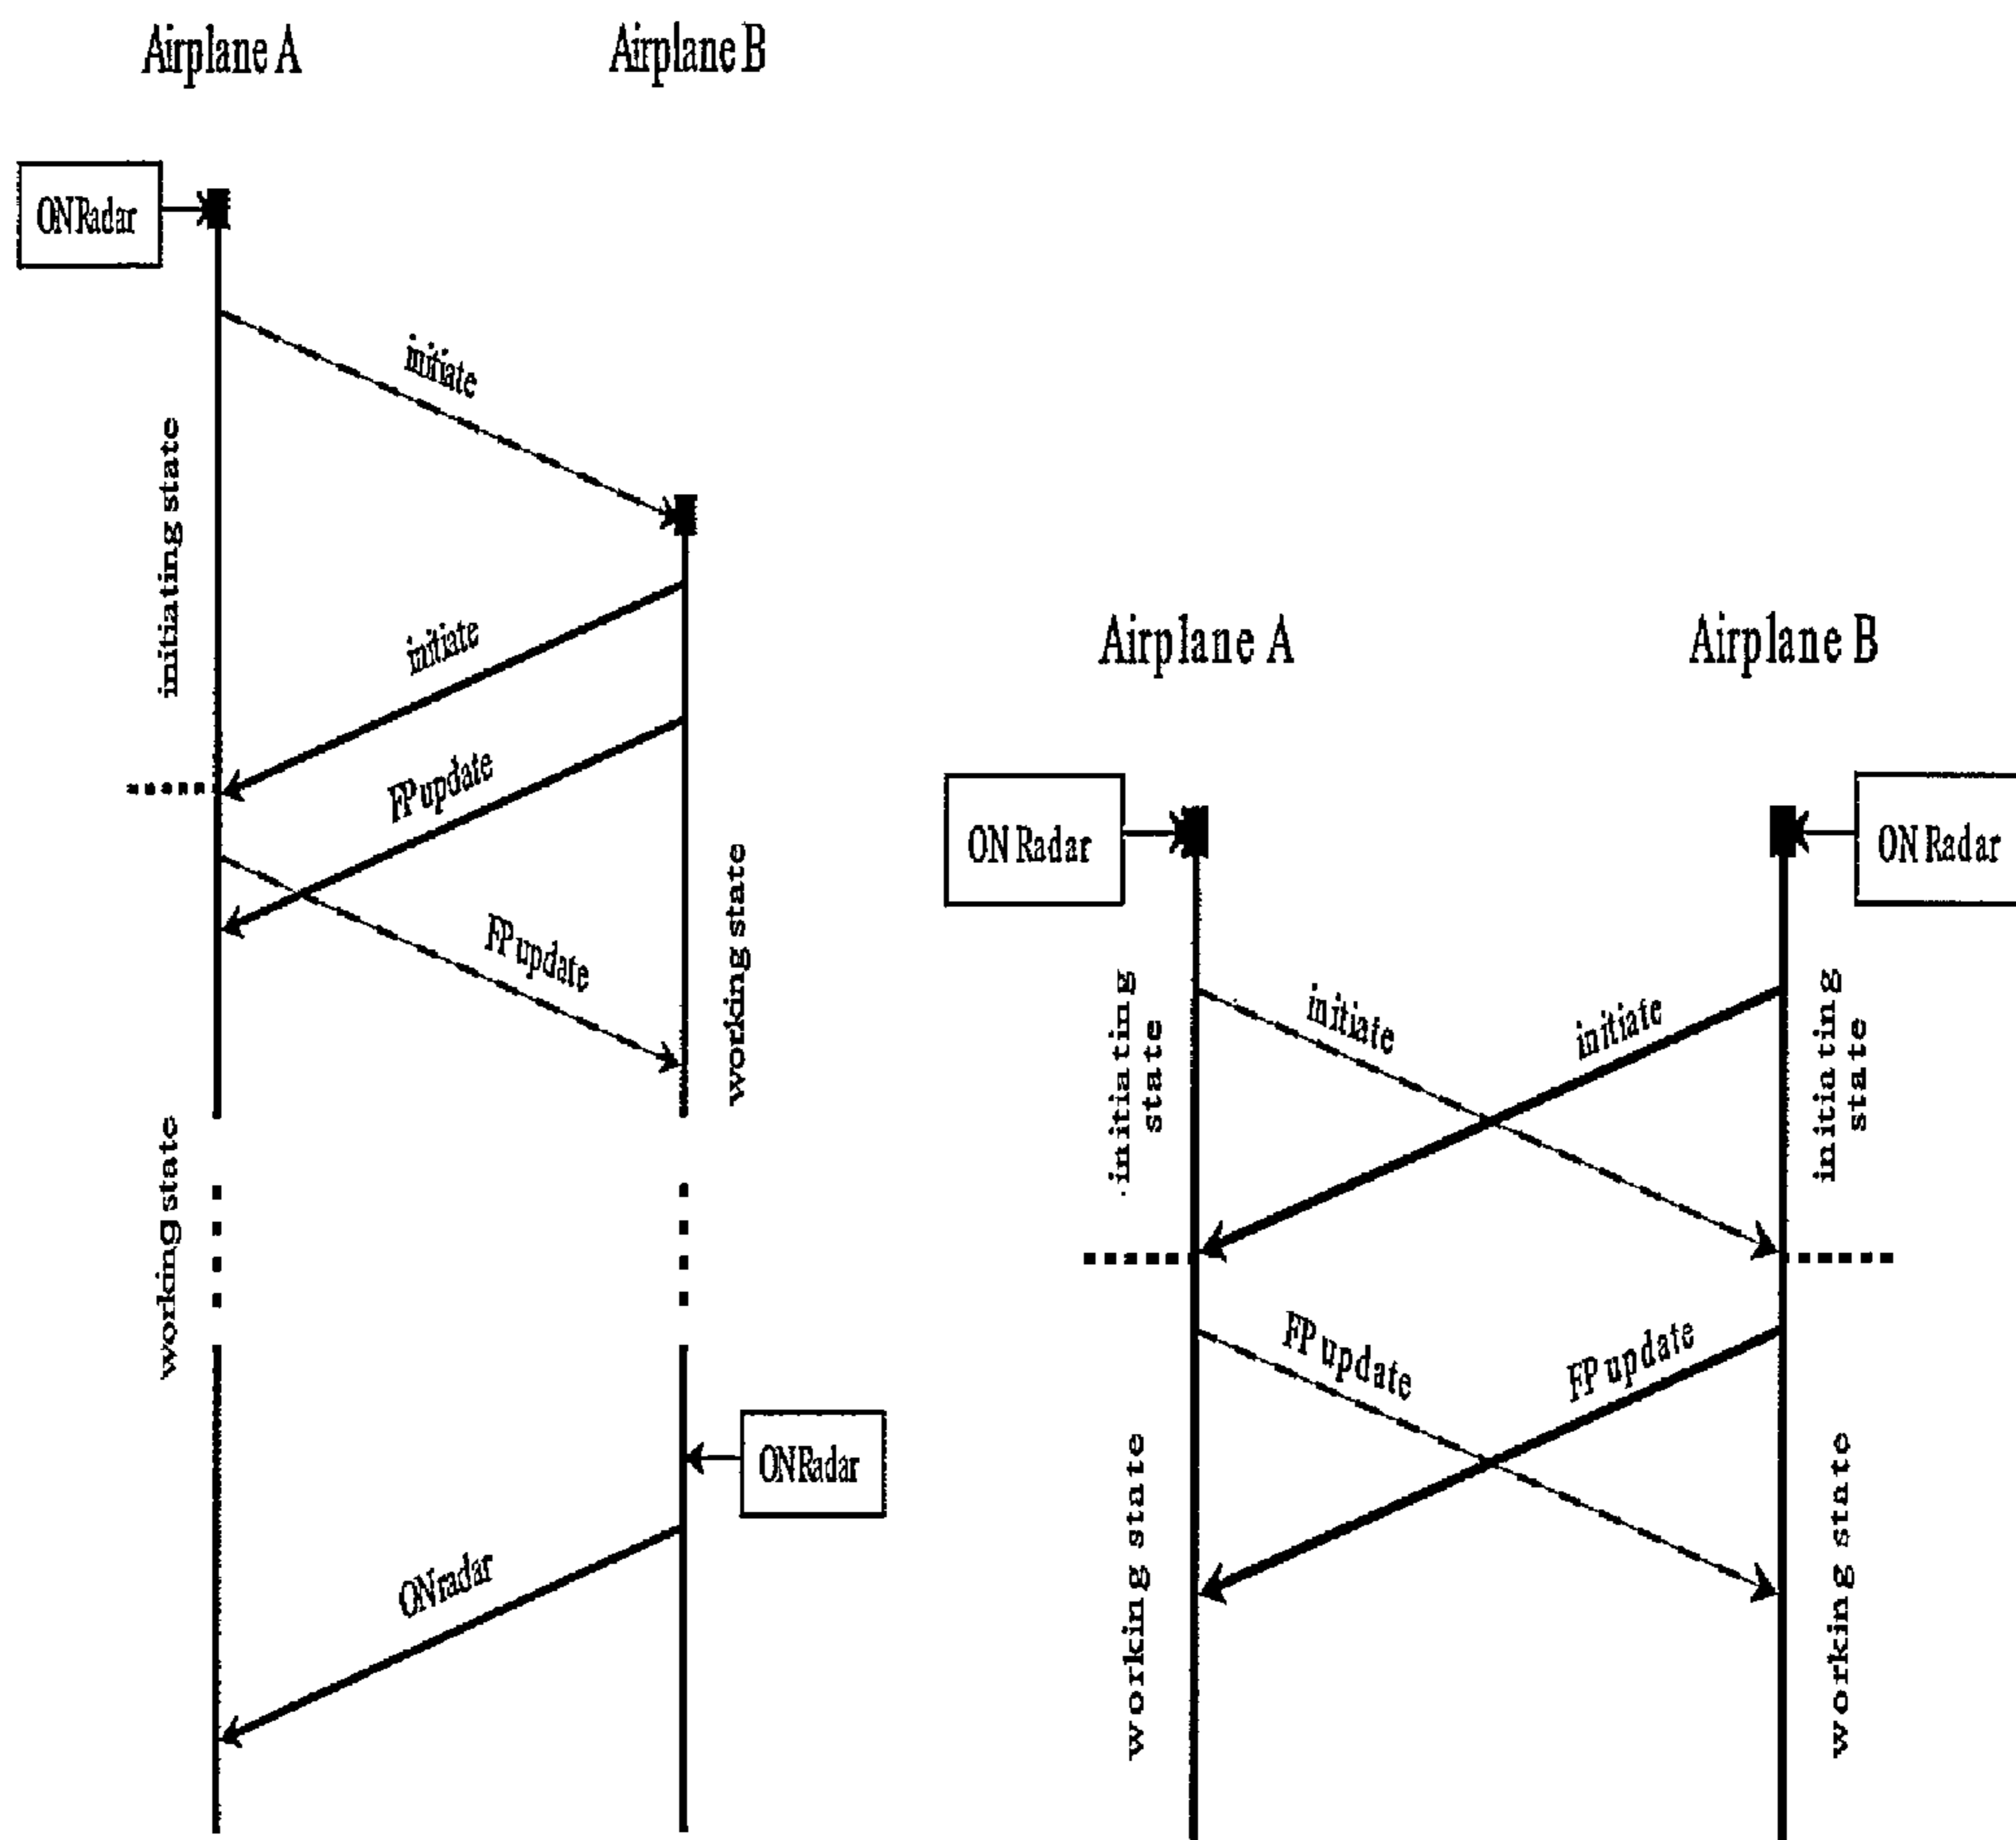 Airplane A
Airplane B
ON Radar
initiate
initiating state
initiate
FP update
FP update
working state
working state
ON Radar
ON radar
Airplane A
Airplane B
ON Radar
ON Radar
initiating
state
initiate
initiate
initiating
state
FP update
FP update
working state
working state